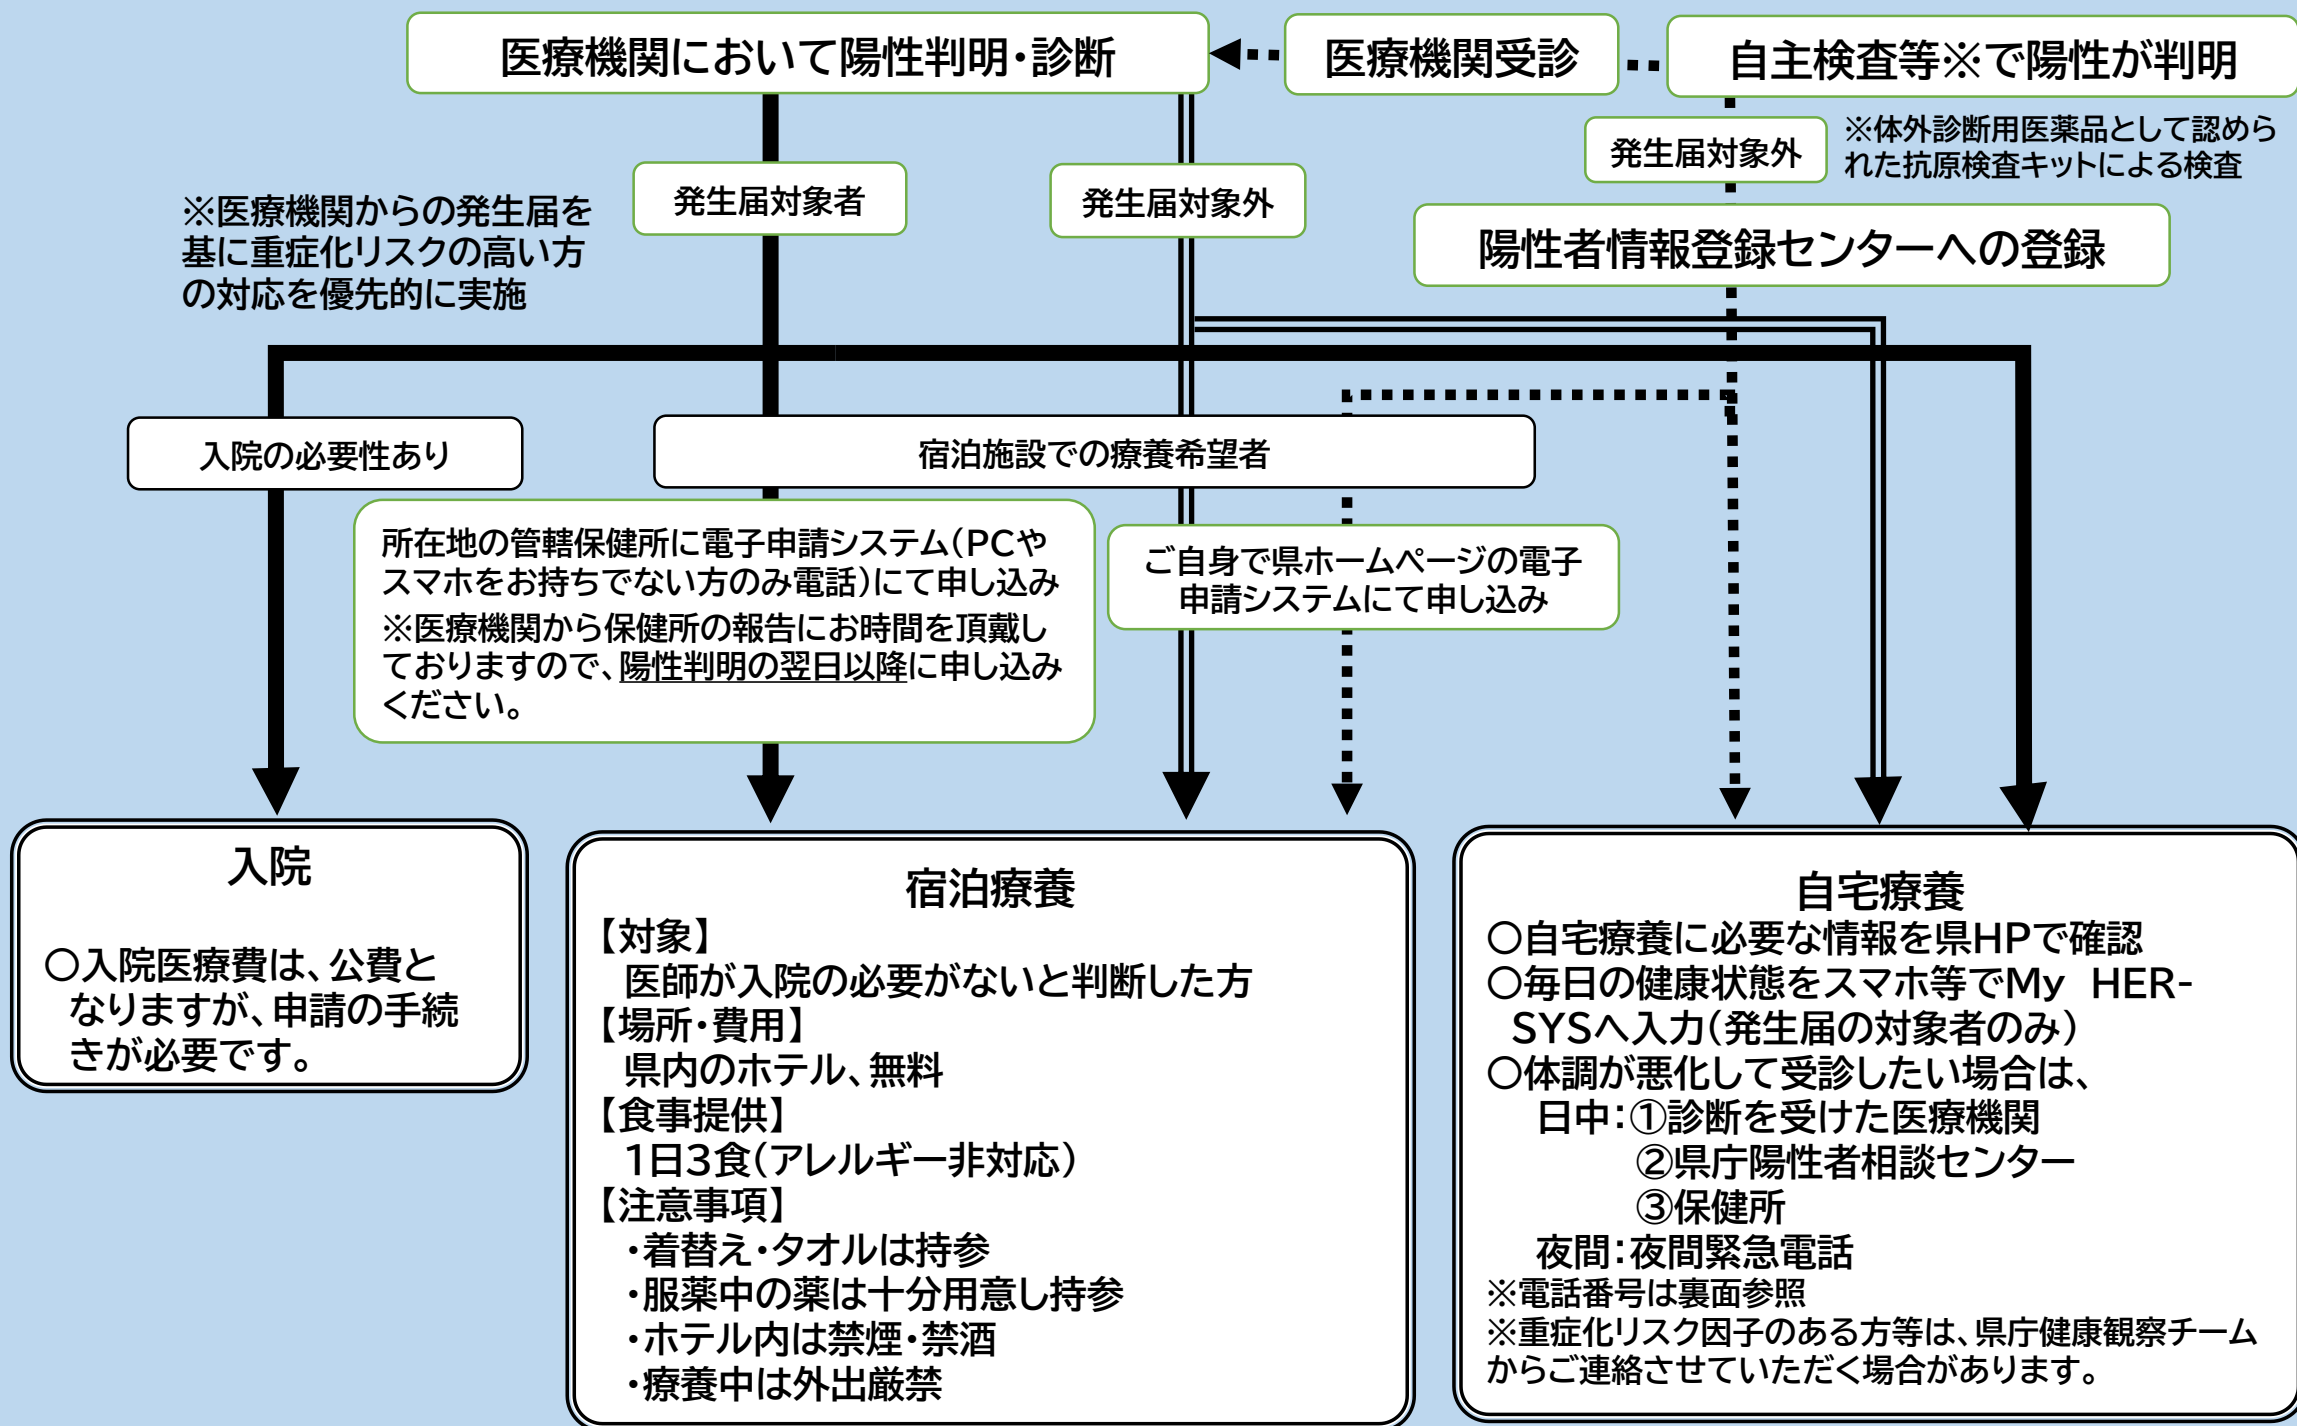 医療機関において陽性判明・診断
医療機関受診
自主検査等※で陽性が判明
発生届対象者
発生届対象外
発生届対象外
※体外診断用医薬品として認めら
れた抗原検査キットによる検査
※医療機関からの発生届を
基に重症化リスクの高い方
の対応を優先的に実施
陽性者情報登録センターへの登録
入院の必要性あり
宿泊施設での療養希望者
所在地の管轄保健所に電子申請システム(PCや
スマホをお持ちでない方のみ電話)にて申し込み
※医療機関から保健所の報告にお時間を頂戴し
ておりますので、陽性判明の翌日以降に申し込み
ください。
ご自身で県ホームページの電子
申請システムにて申し込み
入院
○入院医療費は、公費と
なりますが、申請の手続
きが必要です。
宿泊療養
【対象】
医師が入院の必要がないと判断した方
【場所・費用】
県内のホテル、無料
【食事提供】
1日3食(アレルギー非対応)
【注意事項】
・着替え・タオルは持参
・服薬中の薬は十分用意し持参
・ホテル内は禁煙・禁酒
・療養中は外出厳禁
自宅療養
○自宅療養に必要な情報を県HPで確認
○毎日の健康状態をスマホ等でMy HER-
SYSへ入力(発生届の対象者のみ)
○体調が悪化して受診したい場合は、
日中:①診断を受けた医療機関
②県庁陽性者相談センター
③保健所
夜間:夜間緊急電話
※電話番号は裏面参照
※重症化リスク因子のある方等は、県庁健康観察チーム
からご連絡させていただく場合があります。